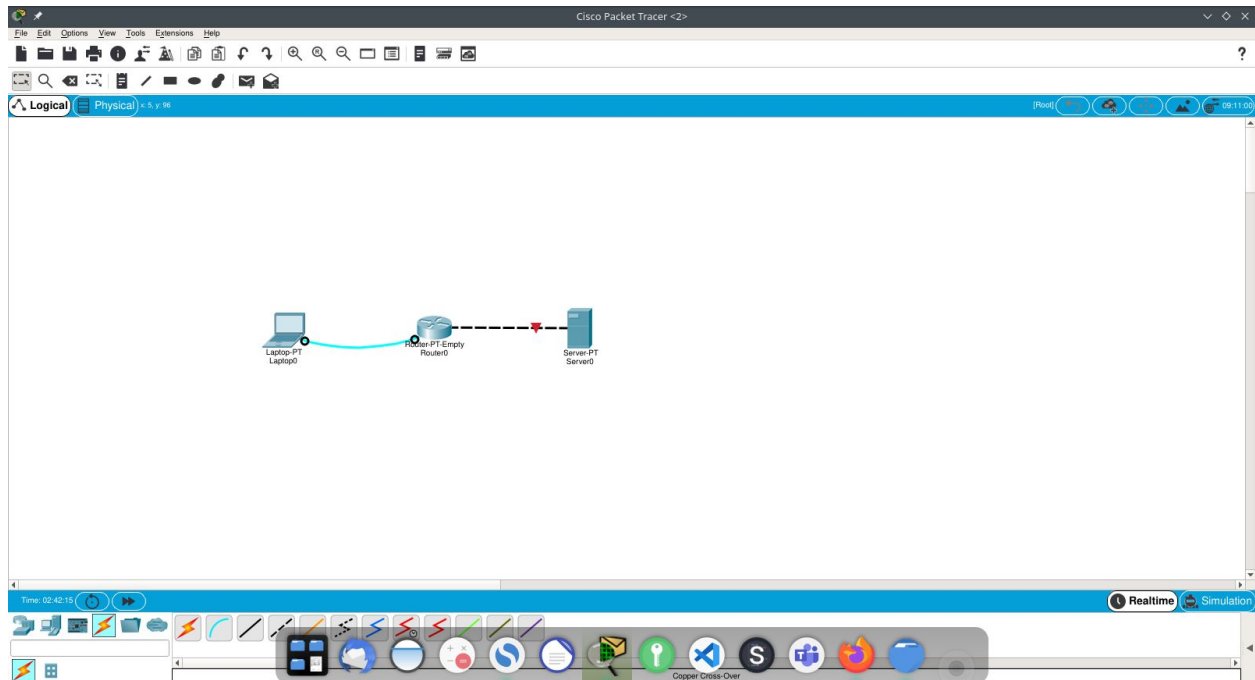 Cisco Packet Tracer <2>
File Edit Options View Tools Extensions Help
?
Logical Physical x: 5, y: 96 [Root] 09:11:00
Laptop-PT
Laptop0
Router-PT-Empty
Router0
Server-PT
Server0
Time: 02:42:15 Realtime Simulation
S
Copper Cross-Over